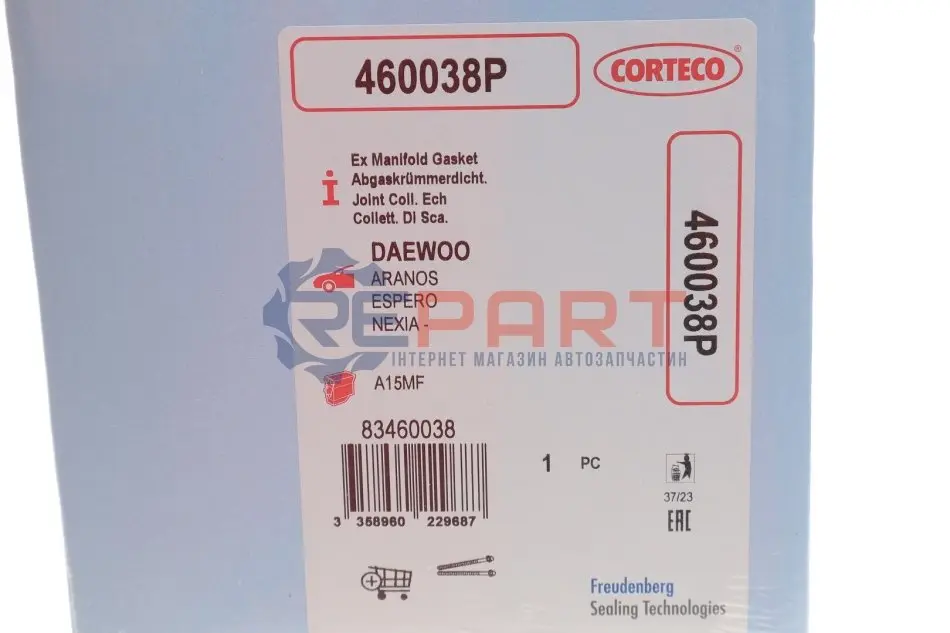 460038P
CORTECO®
Ex Manifold Gasket
Abgaskrümmerdicht.
Joint Coll. Ech
Collett. Di Sca.
460038P
DAEWOO
ARANOS
ESPERO
NEXIA -
REPART
ІНТЕРНЕТ МАГАЗИН АВТОЗАПЧАСТИН
A15MF
83460038
3 358960 229687
1 PC
37/23
EAC
Freudenberg
Sealing Technologies